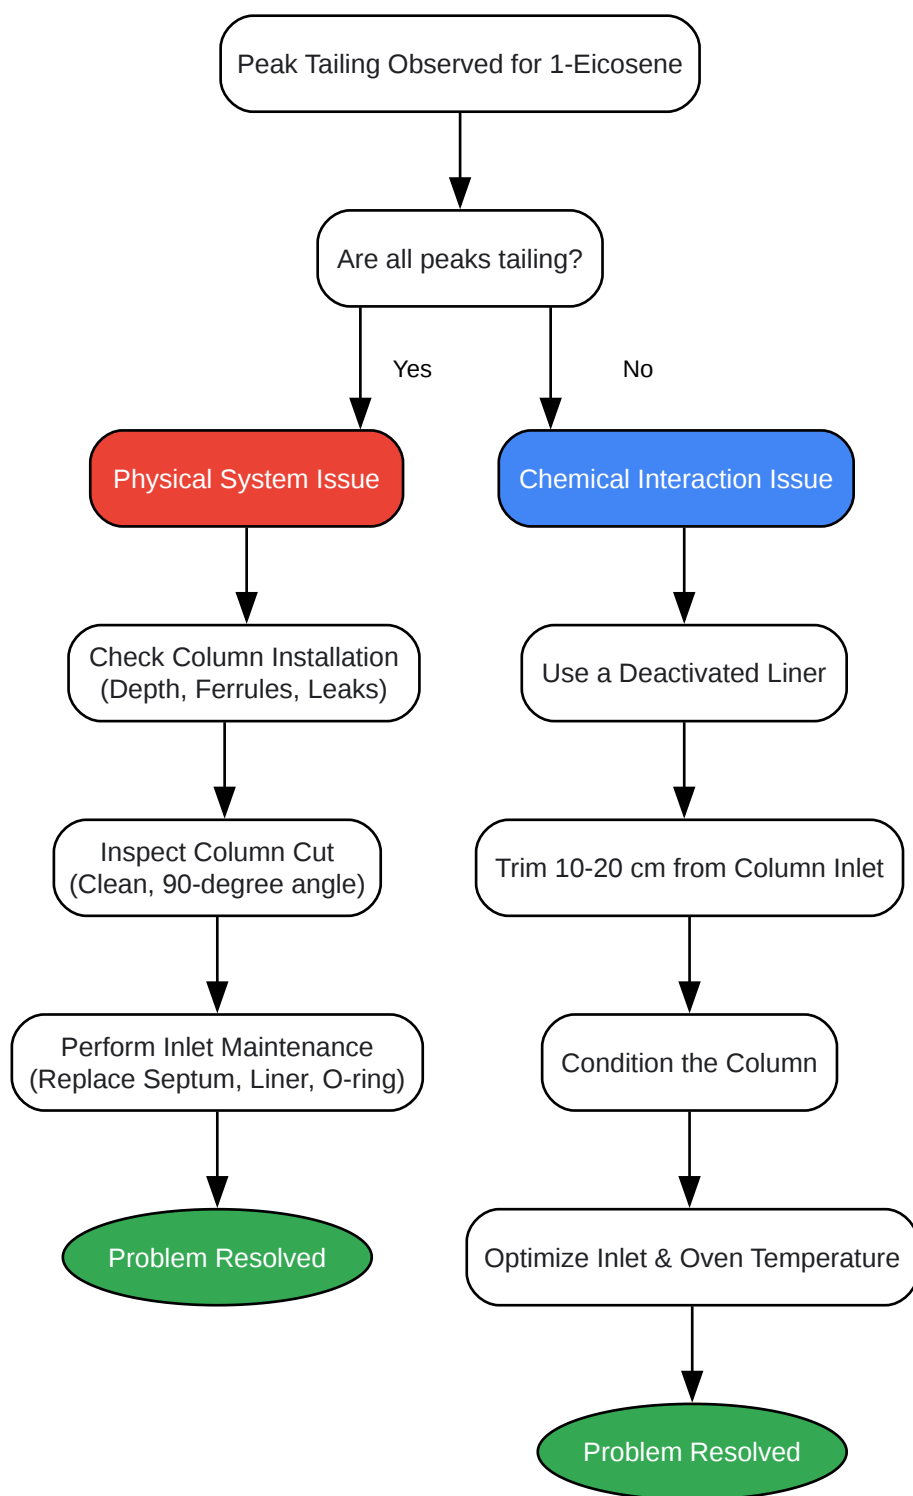 Peak Tailing Observed for 1-Eicosene
Are all peaks tailing?
Yes
No
Physical System Issue
Chemical Interaction Issue
Check Column Installation
(Depth, Ferrules, Leaks)
Use a Deactivated Liner
Inspect Column Cut
(Clean, 90-degree angle)
Trim 10-20 cm from Column Inlet
Perform Inlet Maintenance
(Replace Septum, Liner, O-ring)
Condition the Column
Problem Resolved
Optimize Inlet & Oven Temperature
Problem Resolved